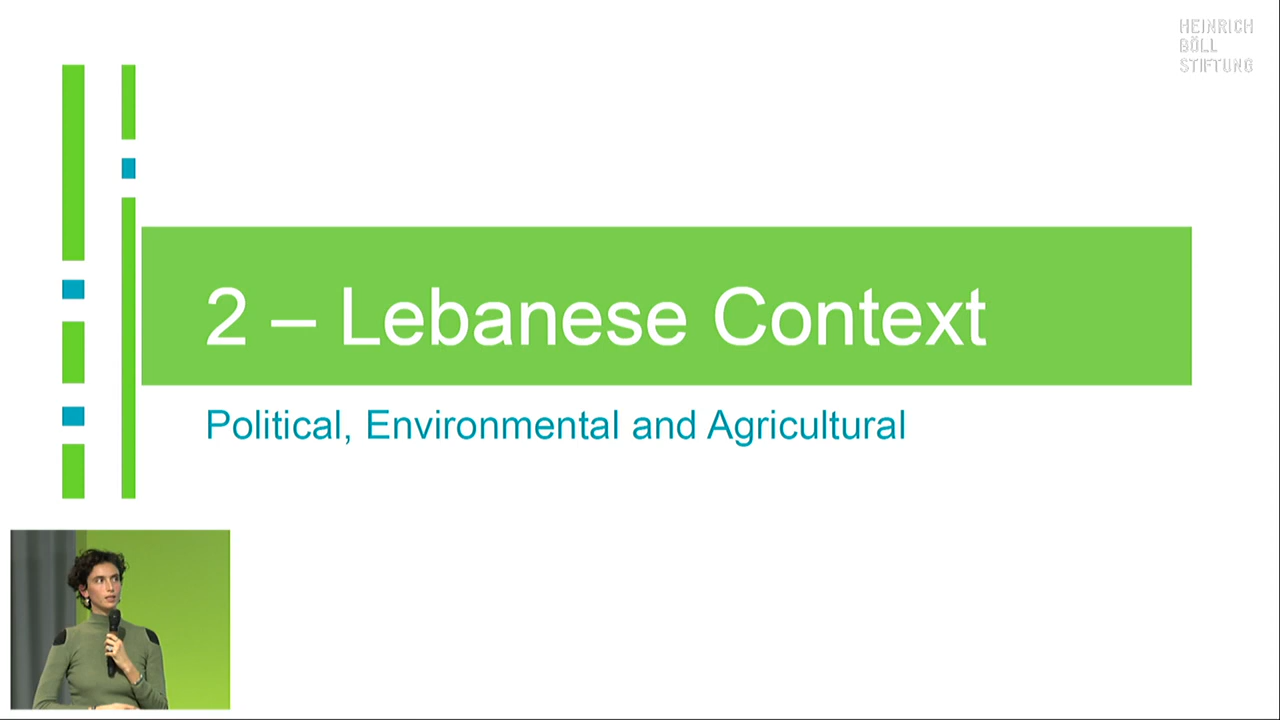 HEINRICH
BÖLL
STIFTUNG
2 – Lebanese Context
Political, Environmental and Agricultural